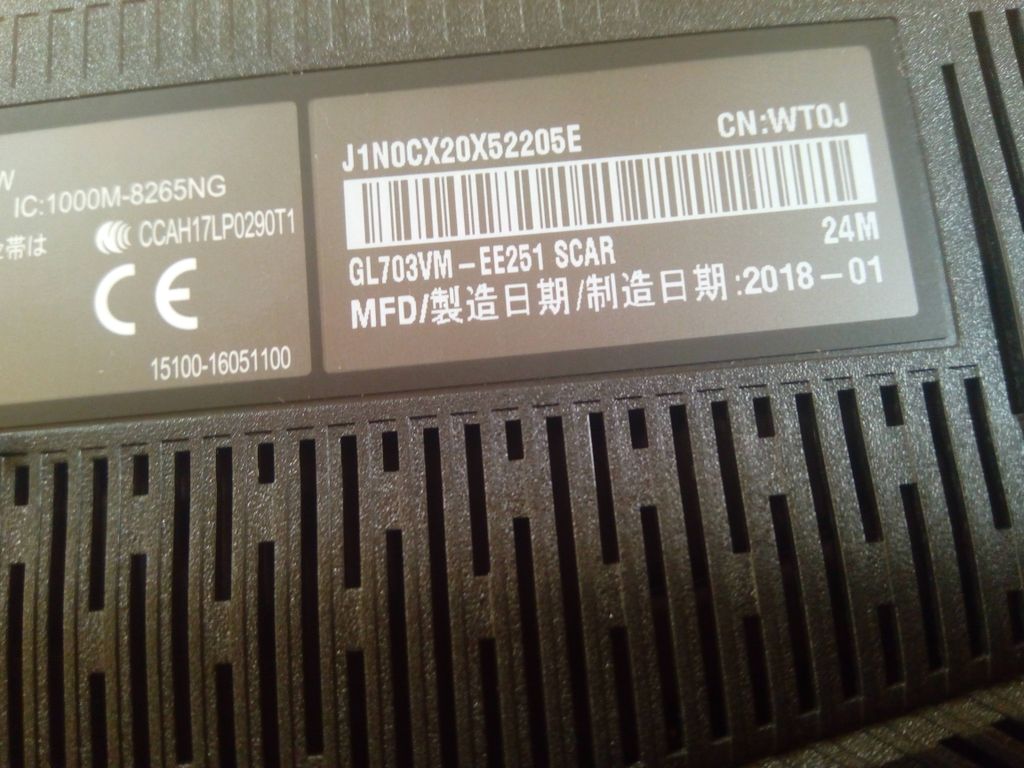 W
IC:1000M-8265NG
帯は
CCAH17LP0290T1
CE
15100-16051100
J1N0CX20X52205E
CN:WT0J
24M
GL703VM-EE251 SCAR
MFD/製造日期/制造日期:2018-01